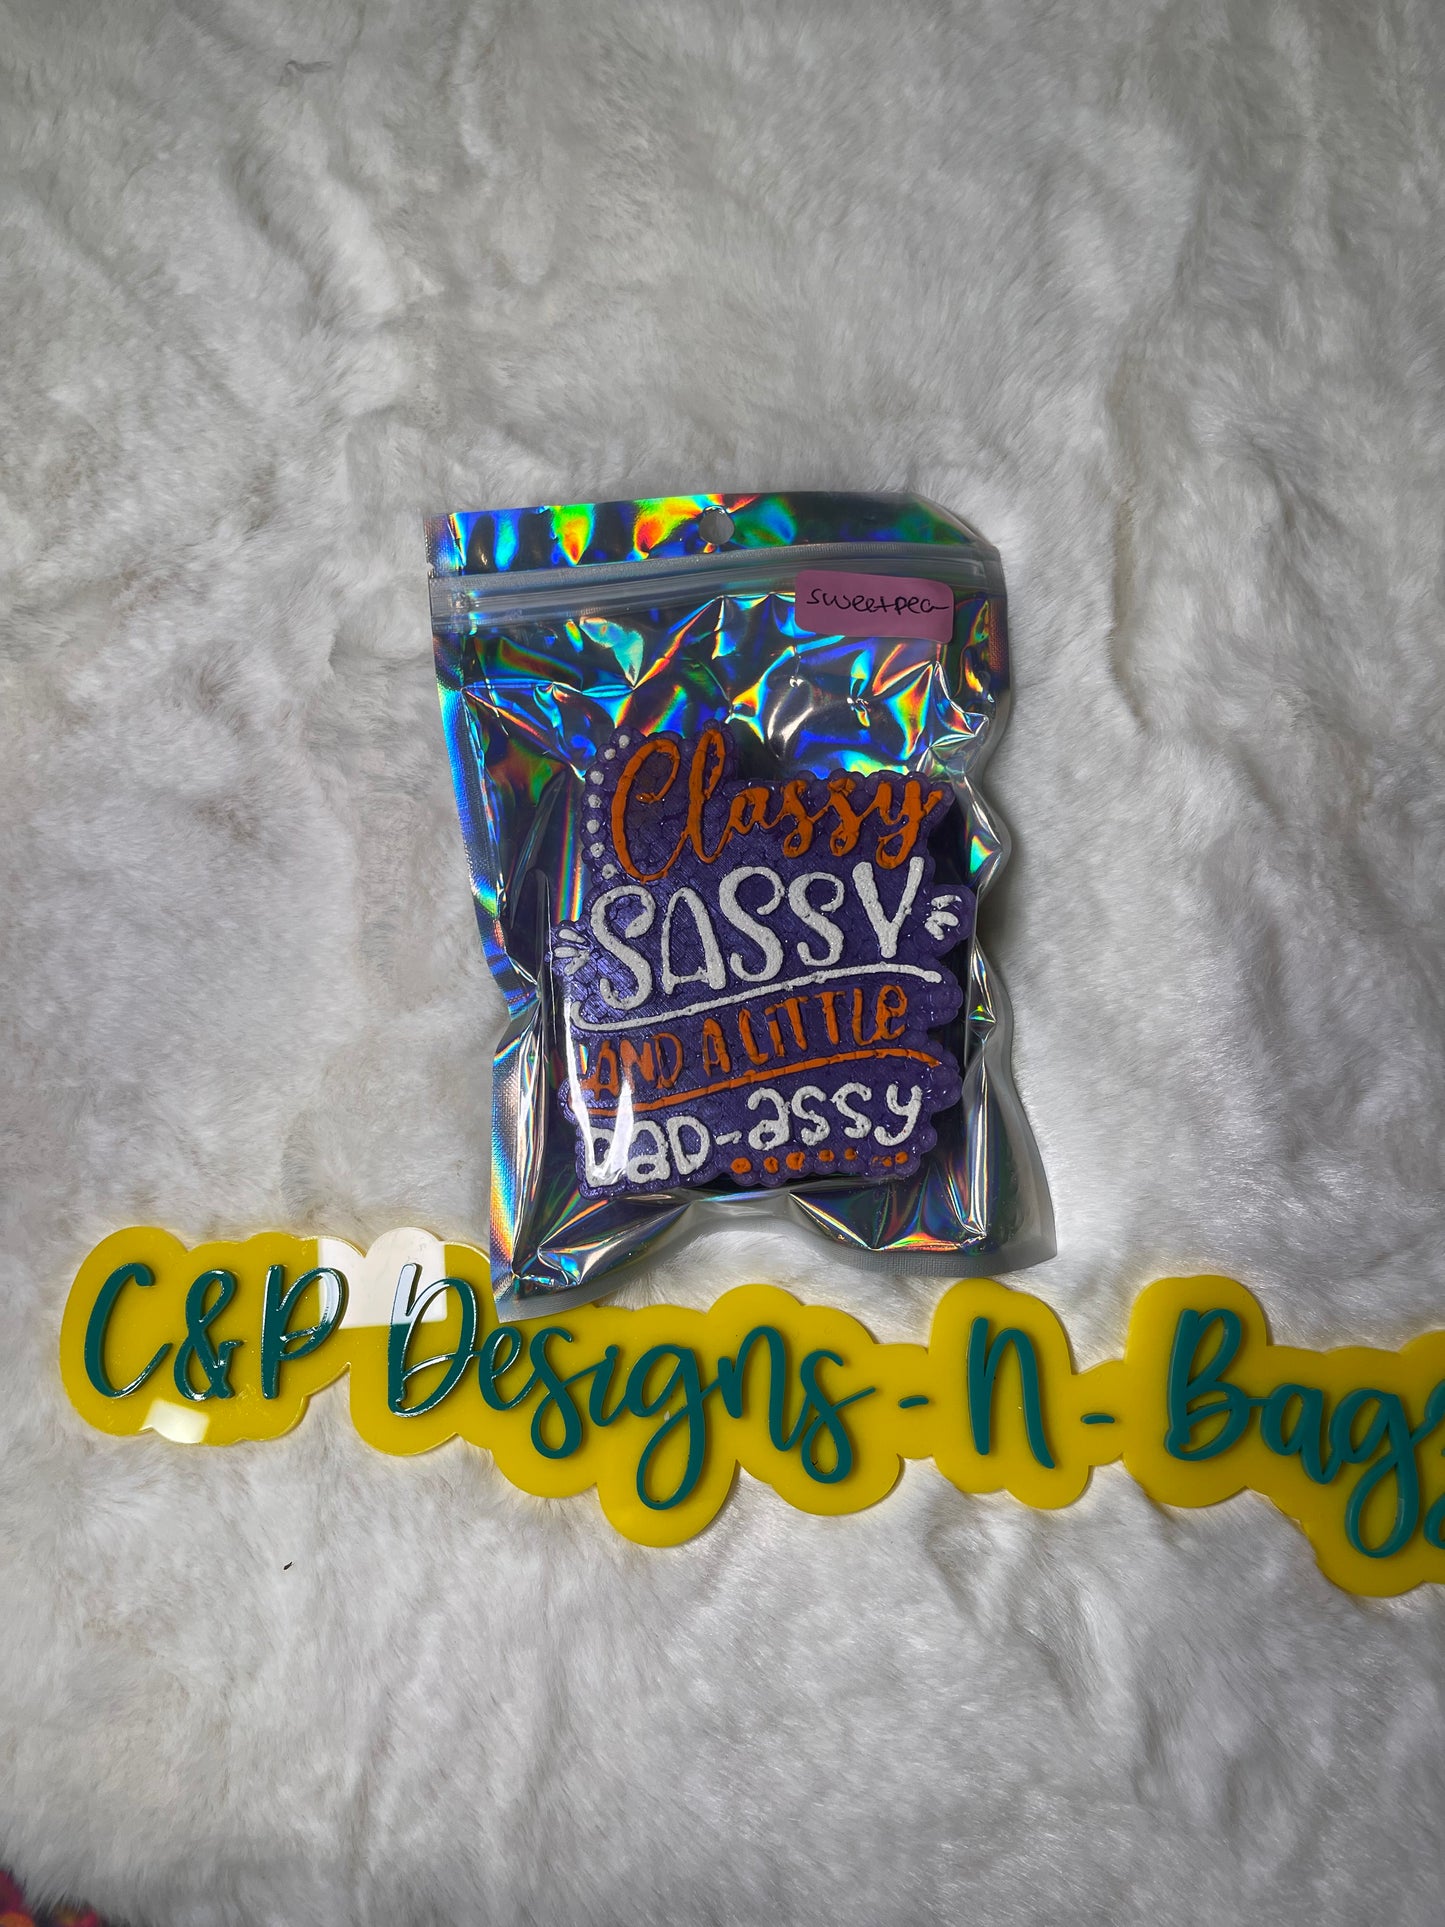 sweetpea
Classy
SASSY
AND A LiTTLe
BAD-assy
C&P Designs - N - Bags